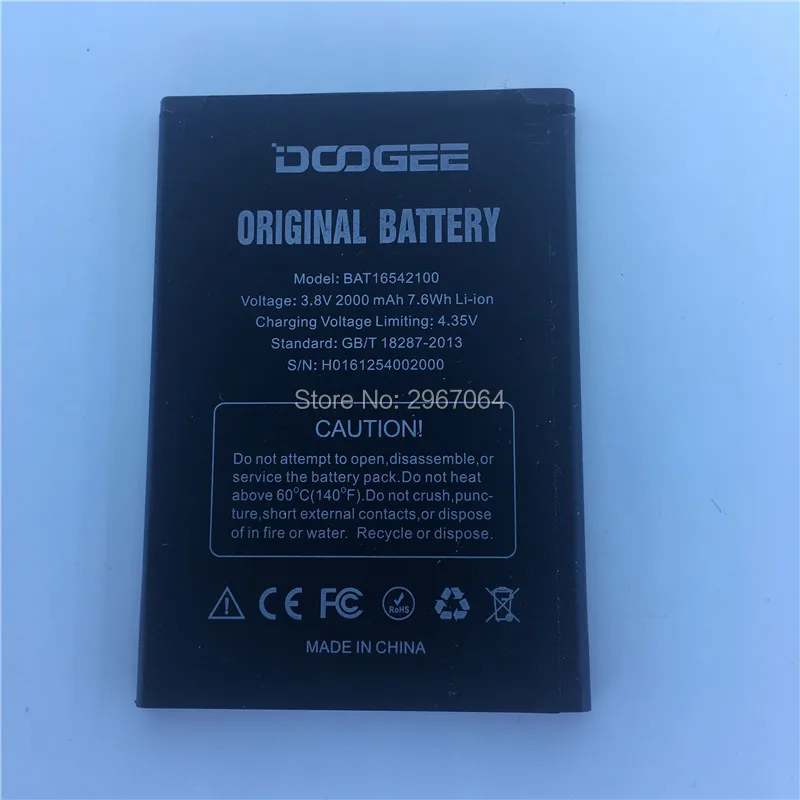 DOOGEE
ORIGINAL BATTERY
Model: BAT16542100
Voltage: 3.8V 2000 mAh 7.6Wh Li-ion
Charging Voltage Limiting: 4.35V
Standard: GB/T 18287-2013
S/N: H0161254002000
Store No: 2967064
CAUTION!
Do not attempt to open,disassemble,or
service the battery pack.Do not heat
above 60°C(140°F).Do not crush,punc-
ture,short external contacts,or dispose
of in fire or water. Recycle or dispose.
CE FC RoHS
MADE IN CHINA